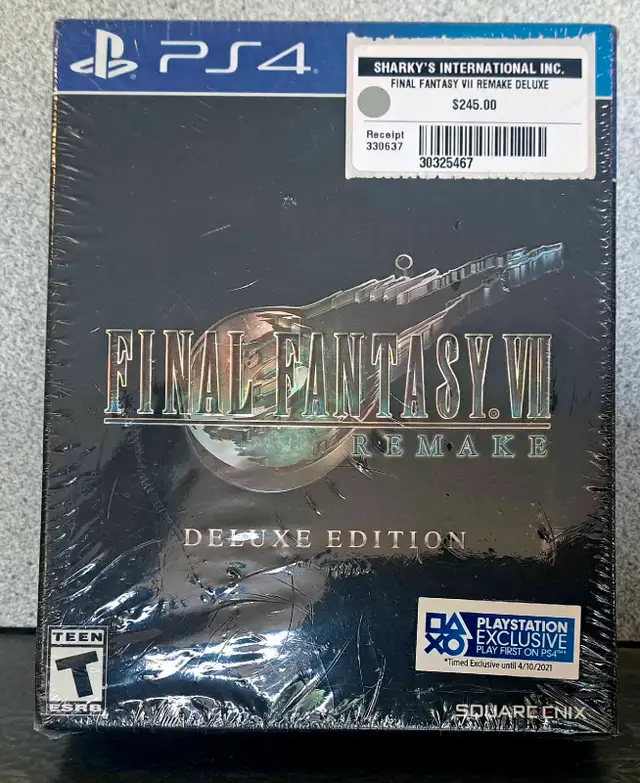 PS4
SHARKY'S INTERNATIONAL INC.
FINAL FANTASY VII REMAKE DELUXE
$245.00
Receipt
330637
30325467
FINAL FANTASY. VII
REMAKE
DELUXE EDITION
PLAYSTATION
EXCLUSIVE
PLAY FIRST ON PS4™
*Timed Exclusive until 4/10/2021
TEEN
T
ESRB
SQUARE ENIX